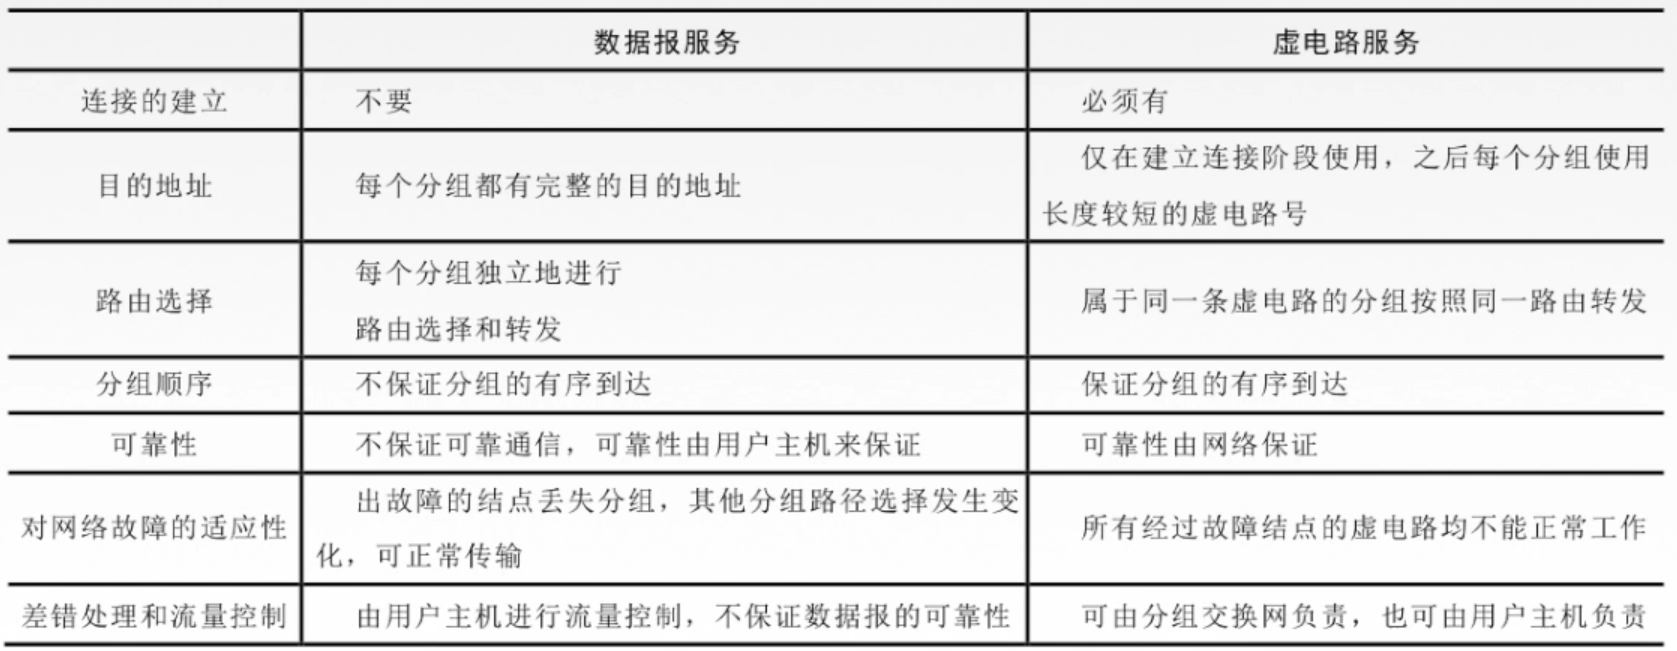 数据报服务 虚电路服务
连接的建立 不要 必须有
目的地址 每个分组都有完整的目的地址 仅在建立连接阶段使用，之后每个分组使用
长度较短的虚电路号
路由选择 每个分组独立地进行
路由选择和转发 属于同一条虚电路的分组按照同一路由转发
分组顺序 不保证分组的有序到达 保证分组的有序到达
可靠性 不保证可靠通信，可靠性由用户主机来保证 可靠性由网络保证
对网络故障的适应性 出故障的结点丢失分组，其他分组路径选择发生变
化，可正常传输 所有经过故障结点的虚电路均不能正常工作
差错处理和流量控制 由用户主机进行流量控制，不保证数据报的可靠性 可由分组交换网负责，也可由用户主机负责